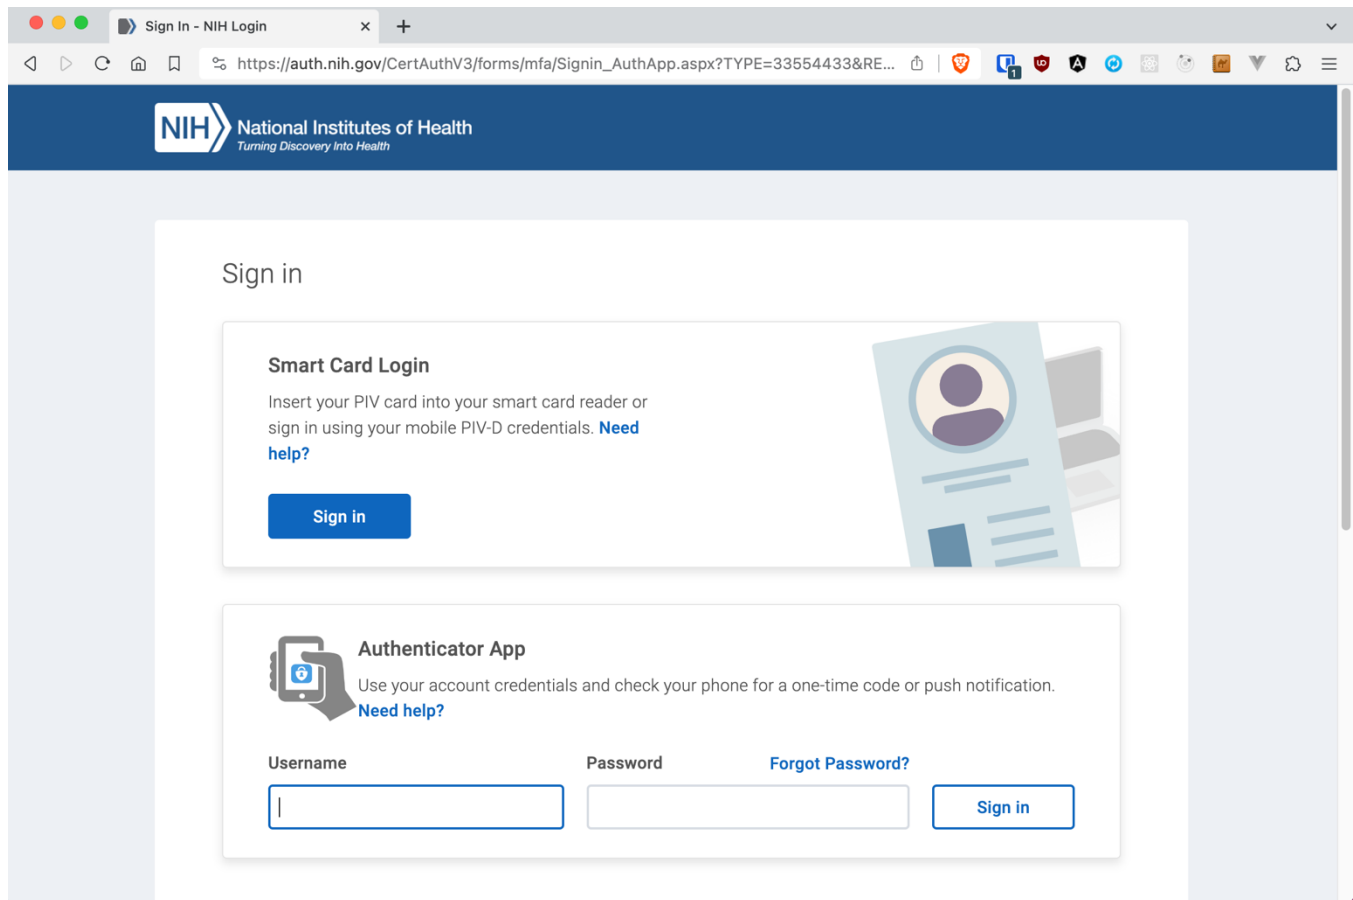 Sign In - NIH Login
https://auth.nih.gov/CertAuthV3/forms/mfa/Signin_AuthApp.aspx?TYPE=33554433&RE...
1
NIH
National Institutes of Health
Turning Discovery Into Health
Sign in
Smart Card Login
Insert your PIV card into your smart card reader or
sign in using your mobile PIV-D credentials. Need
help?
Sign in
Authenticator App
Use your account credentials and check your phone for a one-time code or push notification.
Need help?
Username
Password
Forgot Password?
Sign in